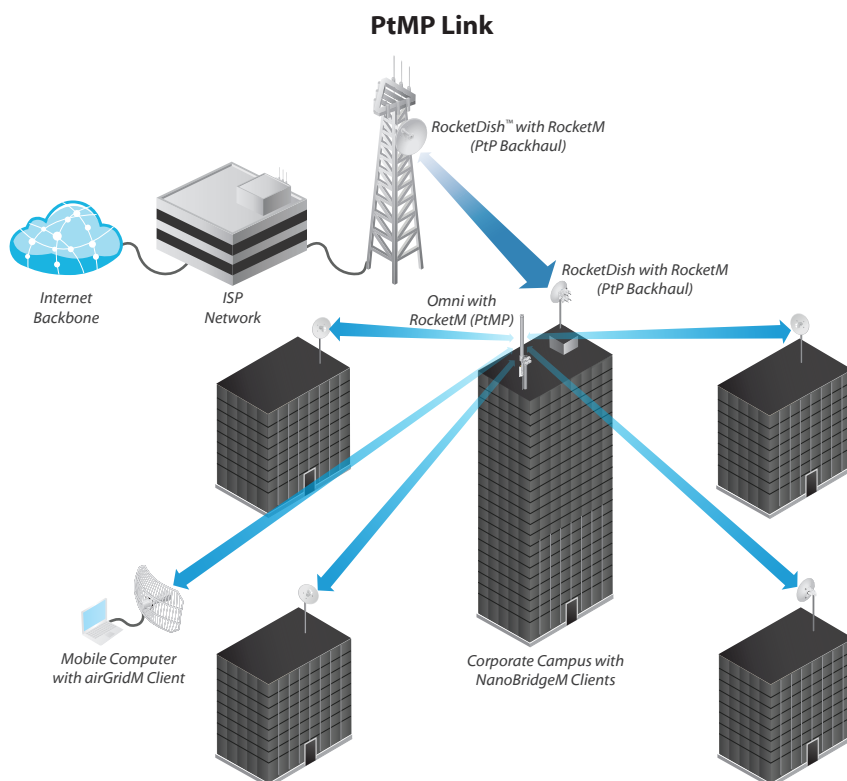 PtMP Link
RocketDish™ with RocketM
(PtP Backhaul)
RocketDish with RocketM
(PtP Backhaul)
Internet
Backbone
ISP
Network
Omni with
RocketM (PtMP)
Mobile Computer
with airGridM Client
Corporate Campus with
NanoBridgeM Clients